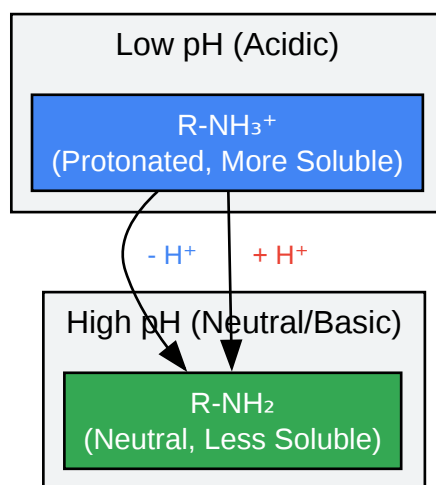 Low pH (Acidic)
R-NH₃⁺
(Protonated, More Soluble)
- H⁺
+ H⁺
High pH (Neutral/Basic)
R-NH₂
(Neutral, Less Soluble)